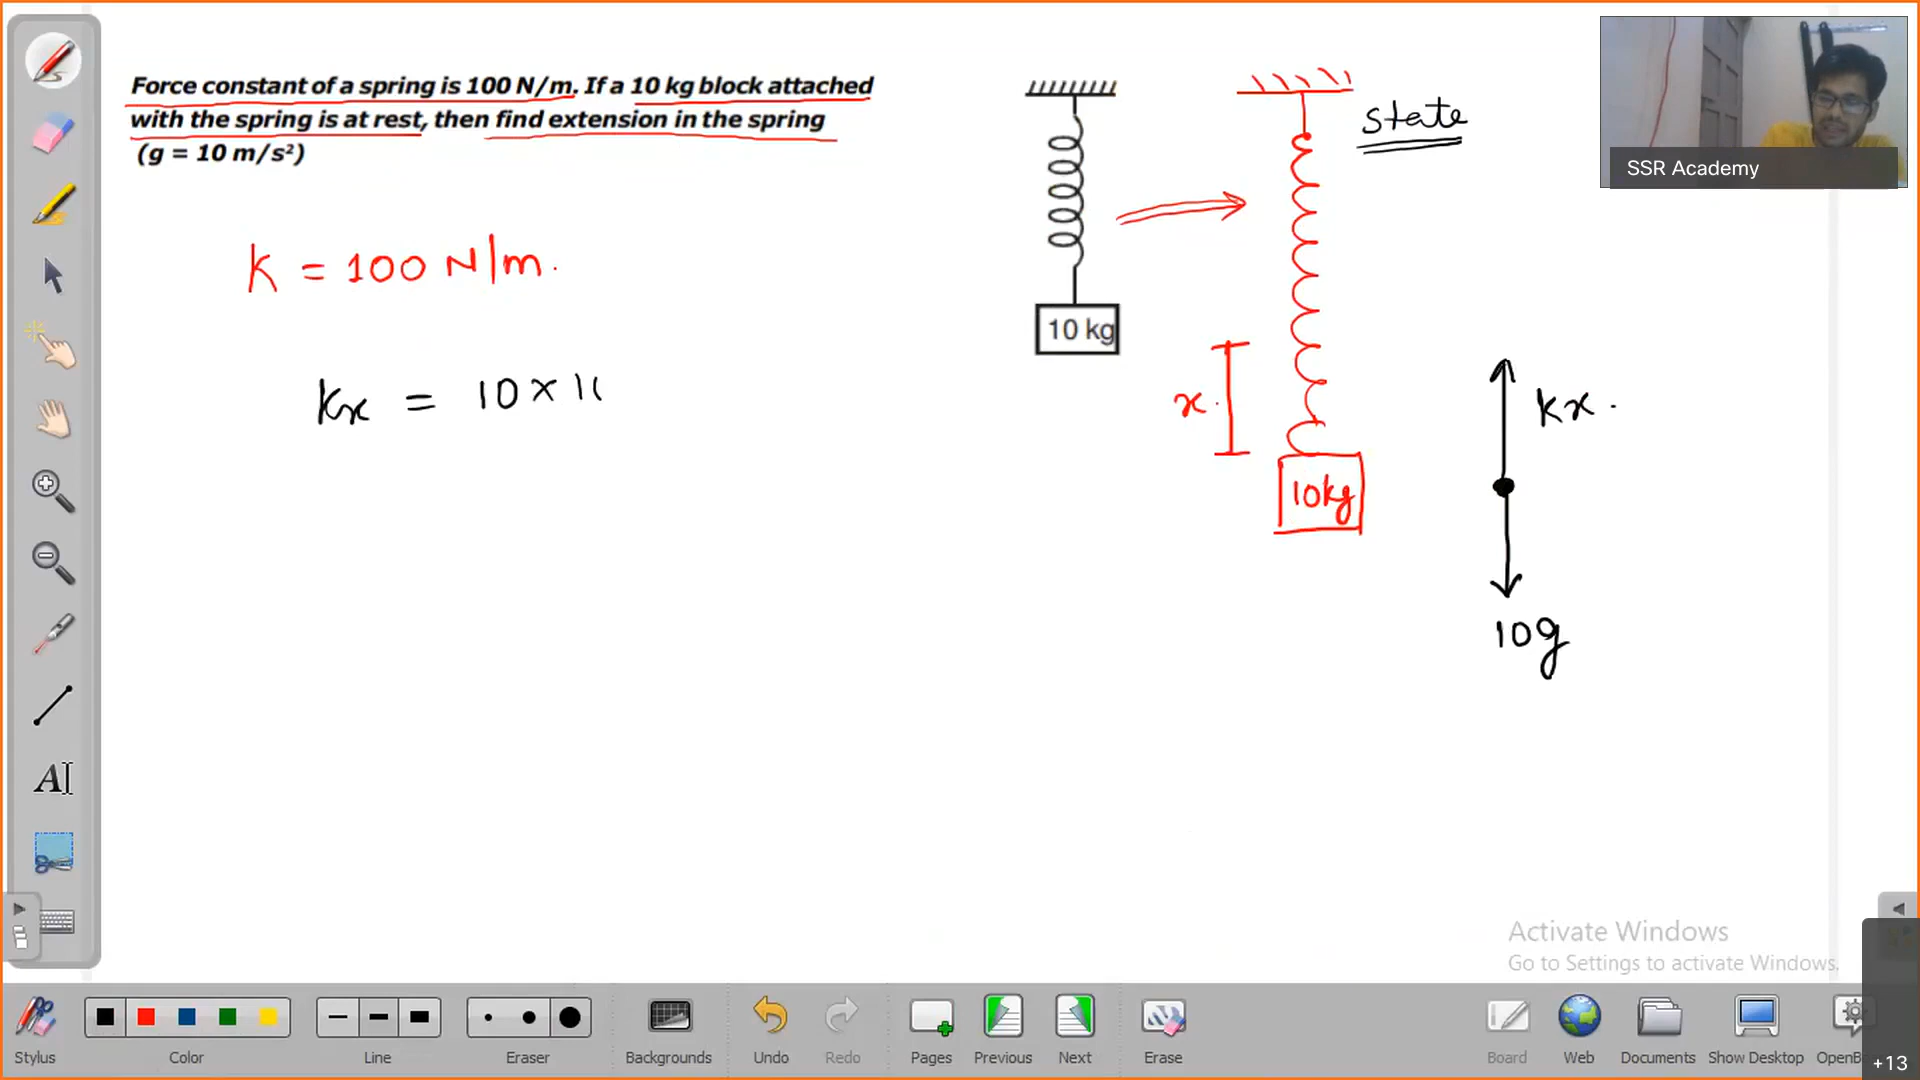 Force constant of a spring is 100 N/m. If a 10 kg block attached
with the spring is at rest, then find extension in the spring
(g = 10 m/s²)
state
SSR Academy
K = 100 N/m.
10 kg
kx = 10 × 1
x.
kx.
10kg
10g
Activate Windows
Go to Settings to activate Windows.
Stylus
Color
Line
Eraser
Backgrounds
Undo
Redo
Pages
Previous
Next
Erase
Board
Web
Documents
Show Desktop
OpenB
+13